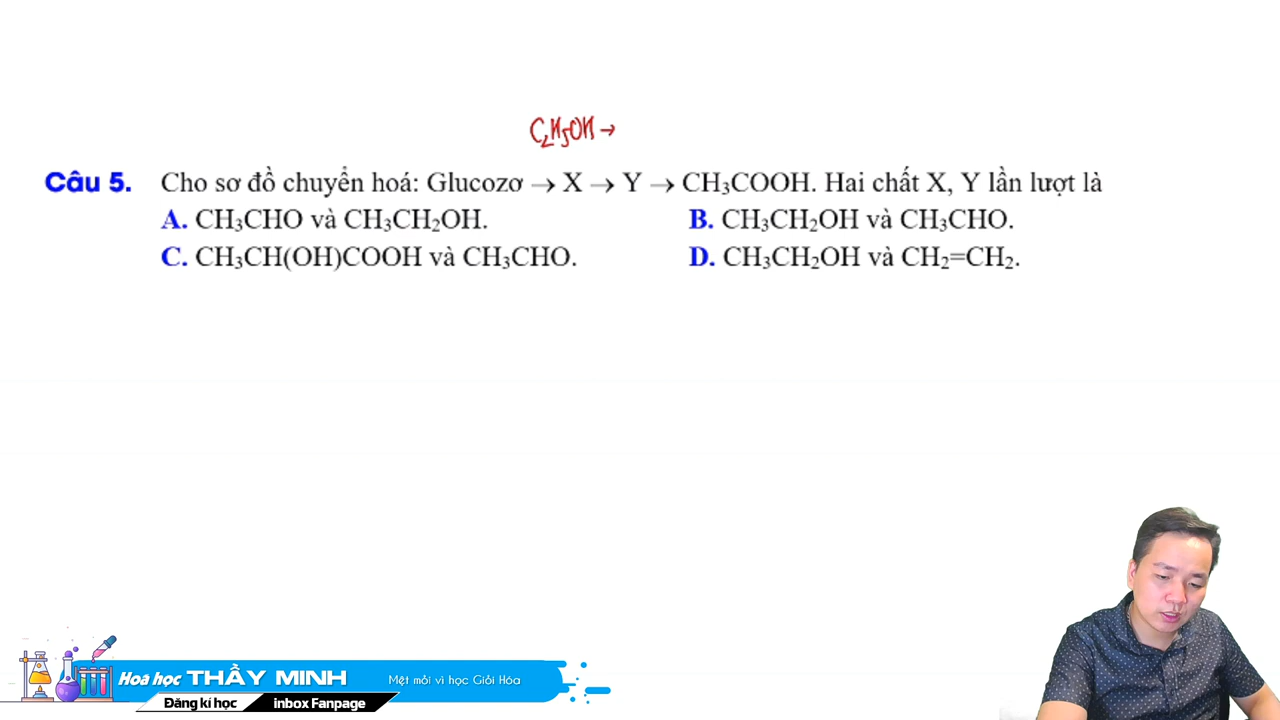 C₂H₅OH →
Câu 5. Cho sơ đồ chuyển hoá: Glucozơ → X → Y → CH₃COOH. Hai chất X, Y lần lượt là
A. CH₃CHO và CH₃CH₂OH. B. CH₃CH₂OH và CH₃CHO.
C. CH₃CH(OH)COOH và CH₃CHO. D. CH₃CH₂OH và CH₂=CH₂.
Hoá học THẦY MINH Mệt mỏi vì học Giỏi Hóa
Đăng kí học inbox Fanpage